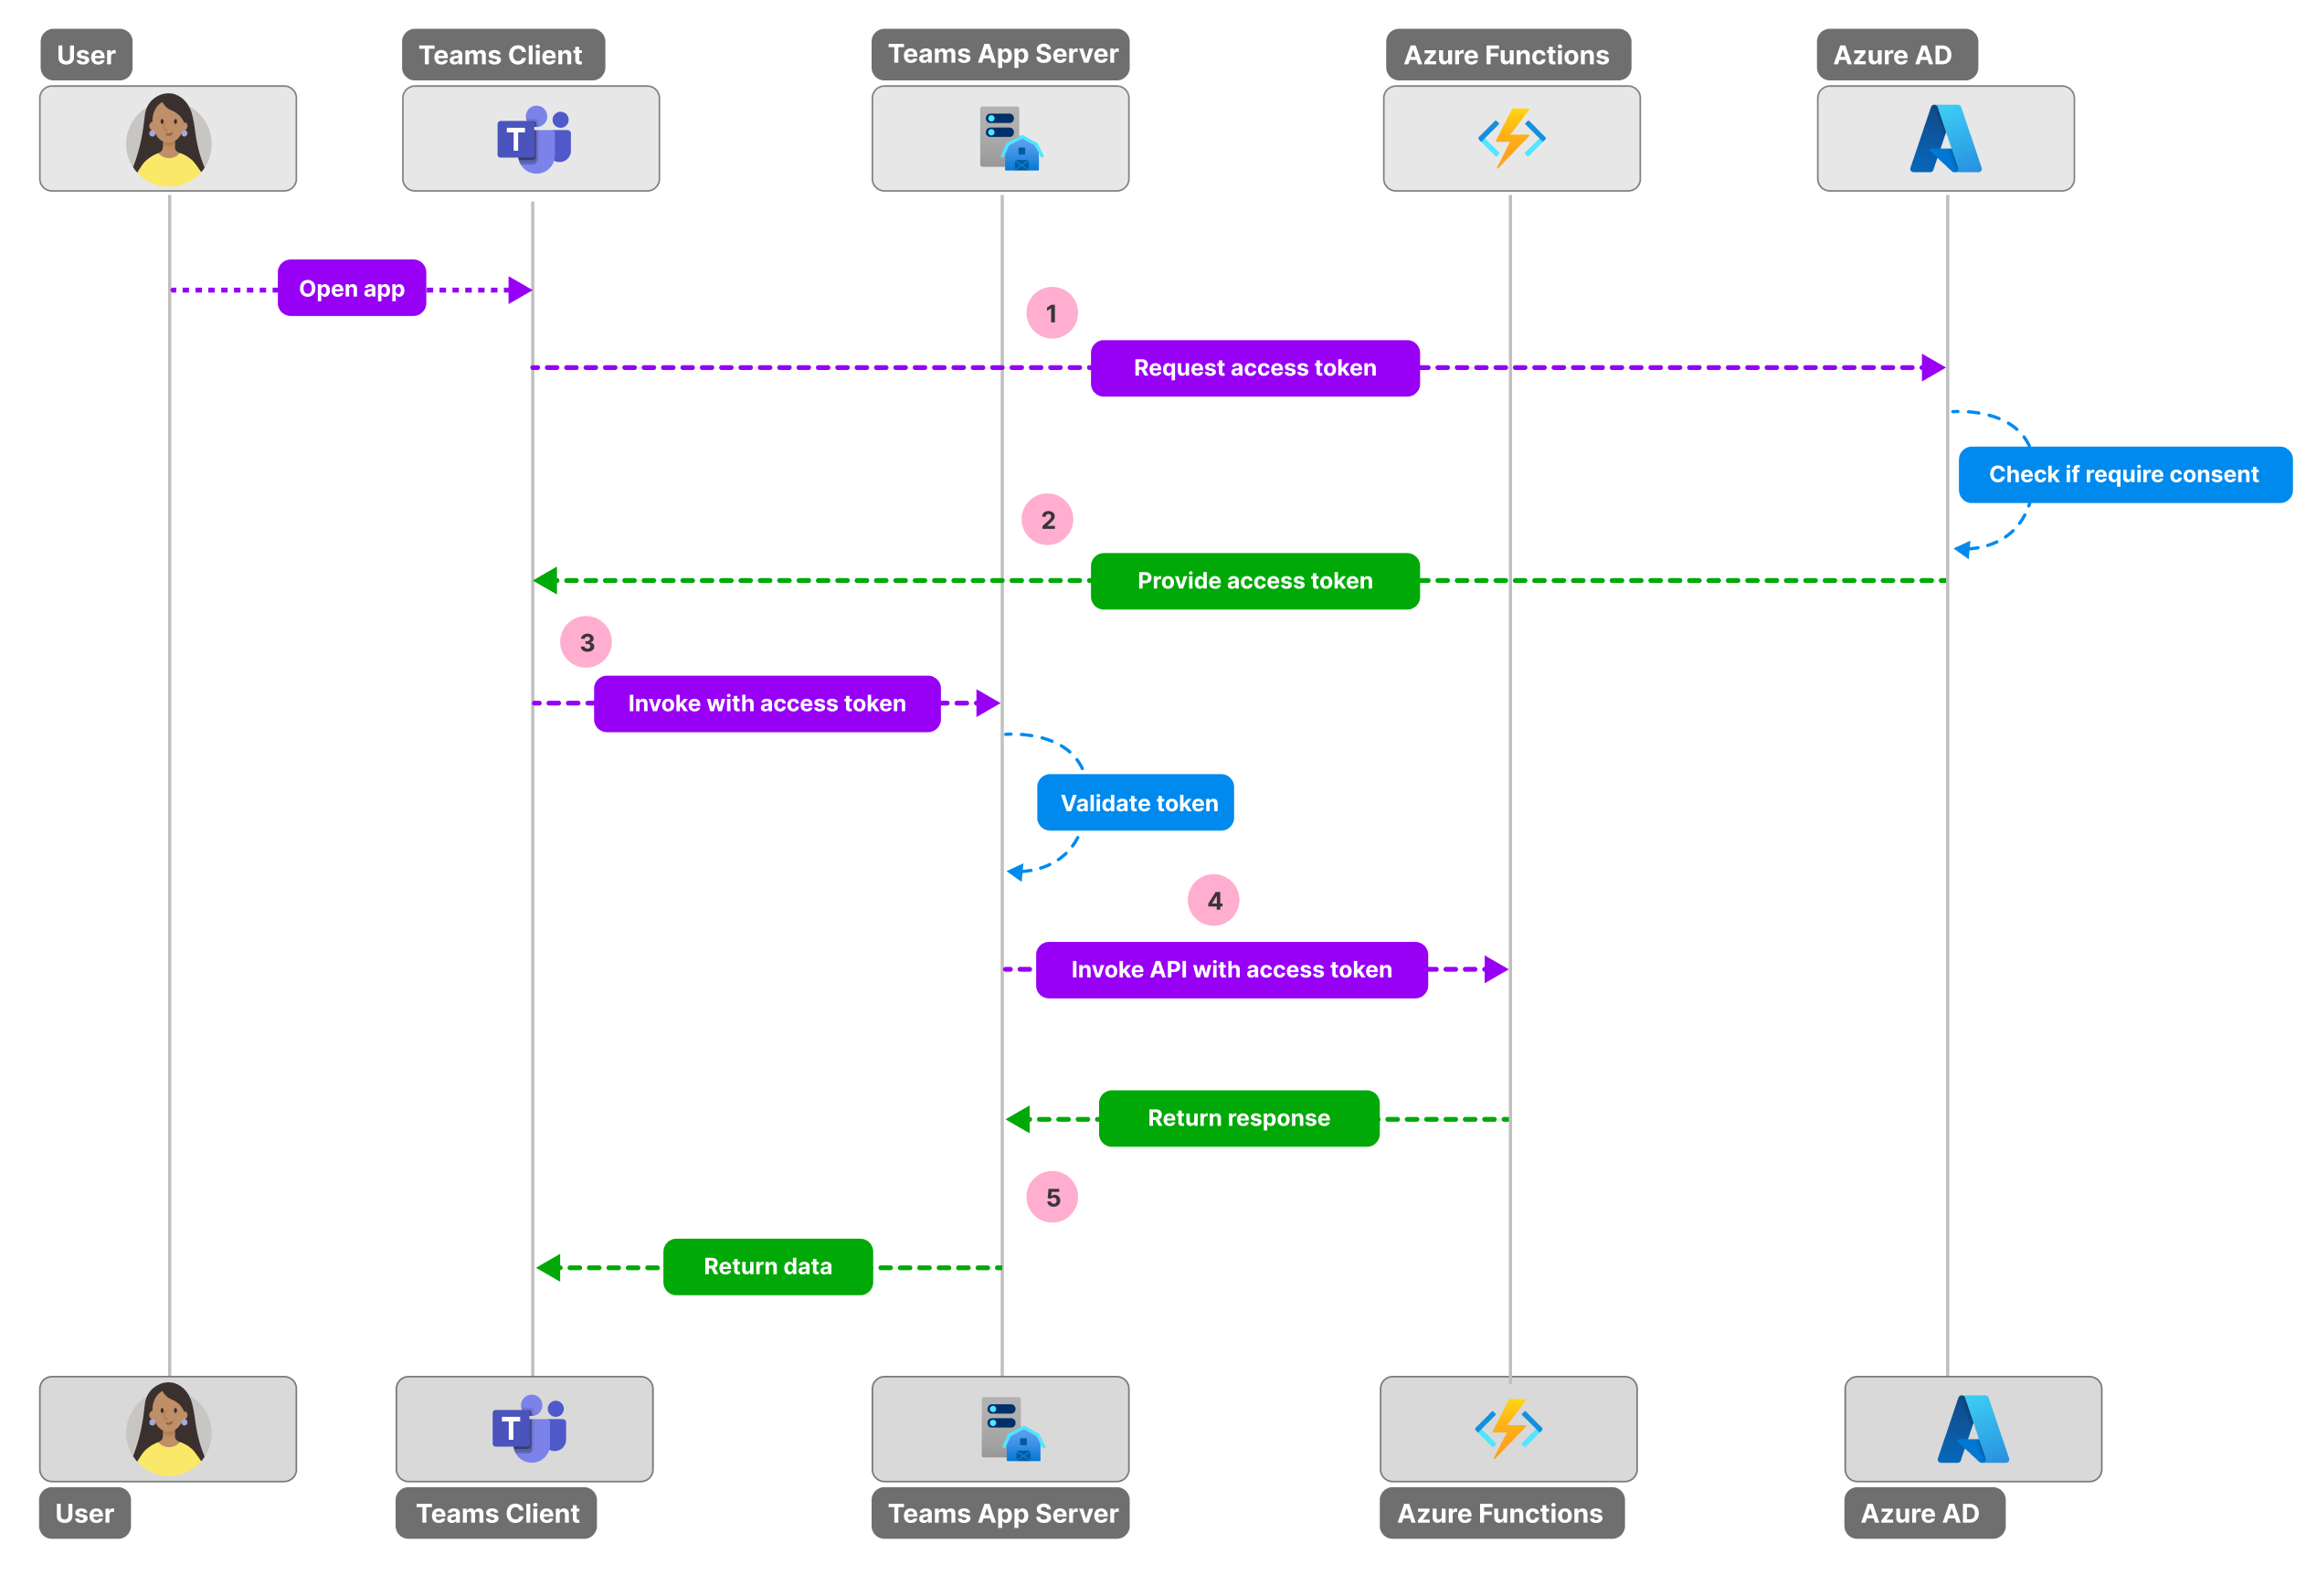 User
Teams Client
Teams App Server
Azure Functions
Azure AD
T
Open app
1
Request access token
Check if require consent
2
Provide access token
3
Invoke with access token
Validate token
4
Invoke API with access token
Return response
5
Return data
T
User
Teams Client
Teams App Server
Azure Functions
Azure AD